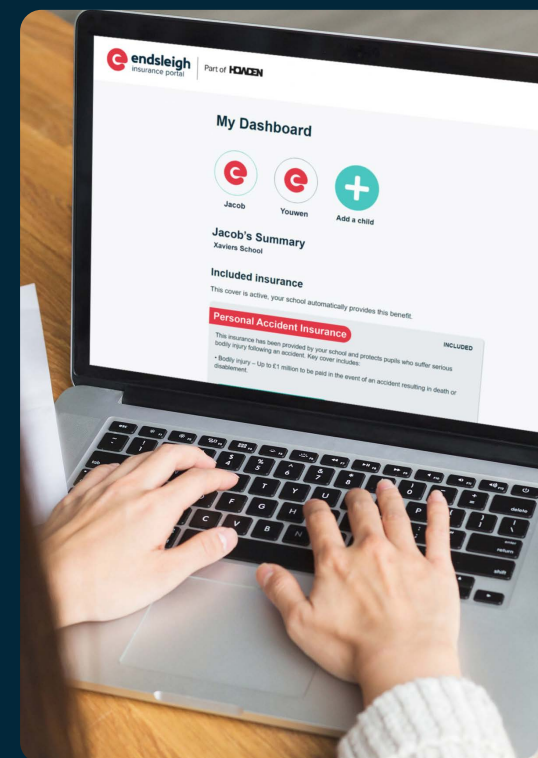 endsleigh
insurance portal
Part of HOWDEN
My Dashboard
Jacob
Youwen
Add a child
Jacob's Summary
Xaviers School
Included insurance
This cover is active, your school automatically provides this benefit.
Personal Accident Insurance
INCLUDED
This insurance has been provided by your school and protects pupils who suffer serious
bodily injury following an accident. Key cover includes:
• Bodily injury – Up to £1 million to be paid in the event of an accident resulting in death or
disablement.
delete
return
shift